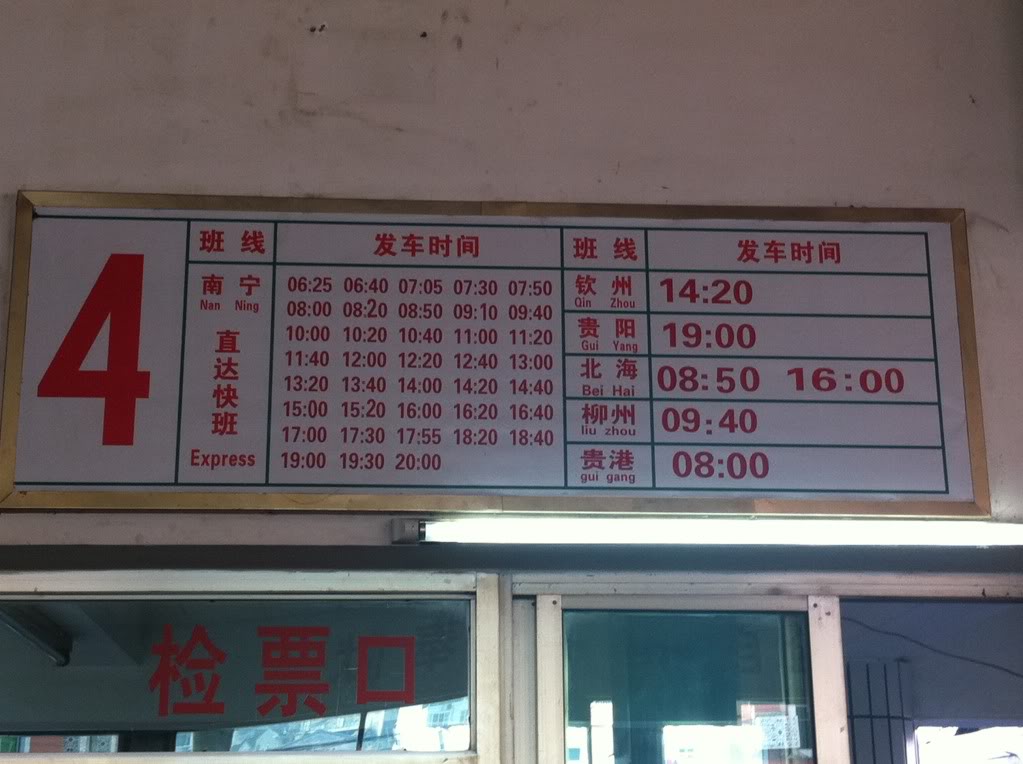 4
班线 发车时间 班线 发车时间
南宁
Nan Ning
直达快班
Express
06:25 06:40 07:05 07:30 07:50
08:00 08:20 08:50 09:10 09:40
10:00 10:20 10:40 11:00 11:20
11:40 12:00 12:20 12:40 13:00
13:20 13:40 14:00 14:20 14:40
15:00 15:20 16:00 16:20 16:40
17:00 17:30 17:55 18:20 18:40
19:00 19:30 20:00
钦州 14:20
Qin Zhou
贵阳 19:00
Gui Yang
北海 08:50 16:00
Bei Hai
柳州 09:40
liu zhou
贵港 08:00
gui gang
检票口